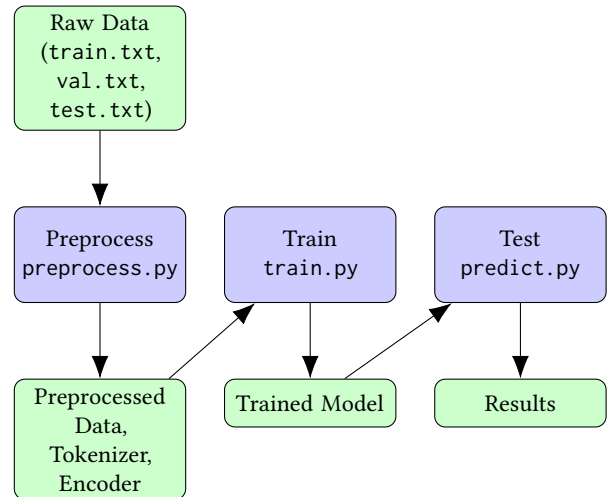 Raw Data
(train.txt,
val.txt,
test.txt)
Preprocess
preprocess.py
Train
train.py
Test
predict.py
Preprocessed
Data,
Tokenizer,
Encoder
Trained Model
Results